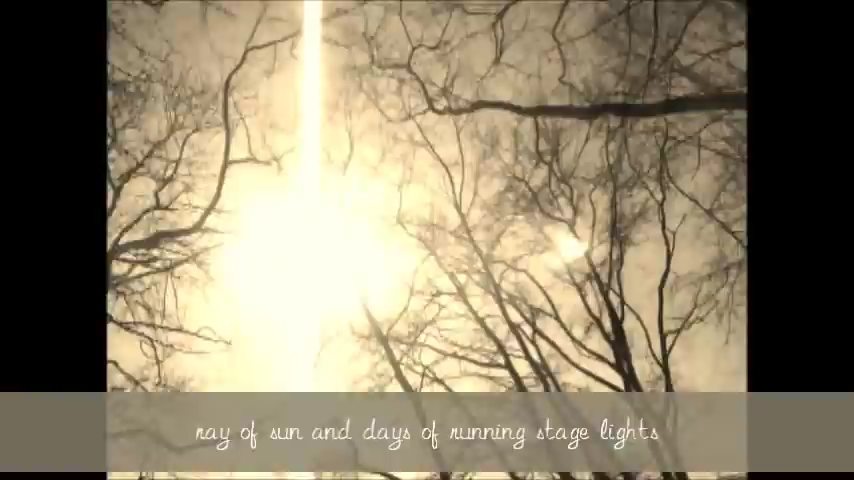 ray of sun and days of running stage lights